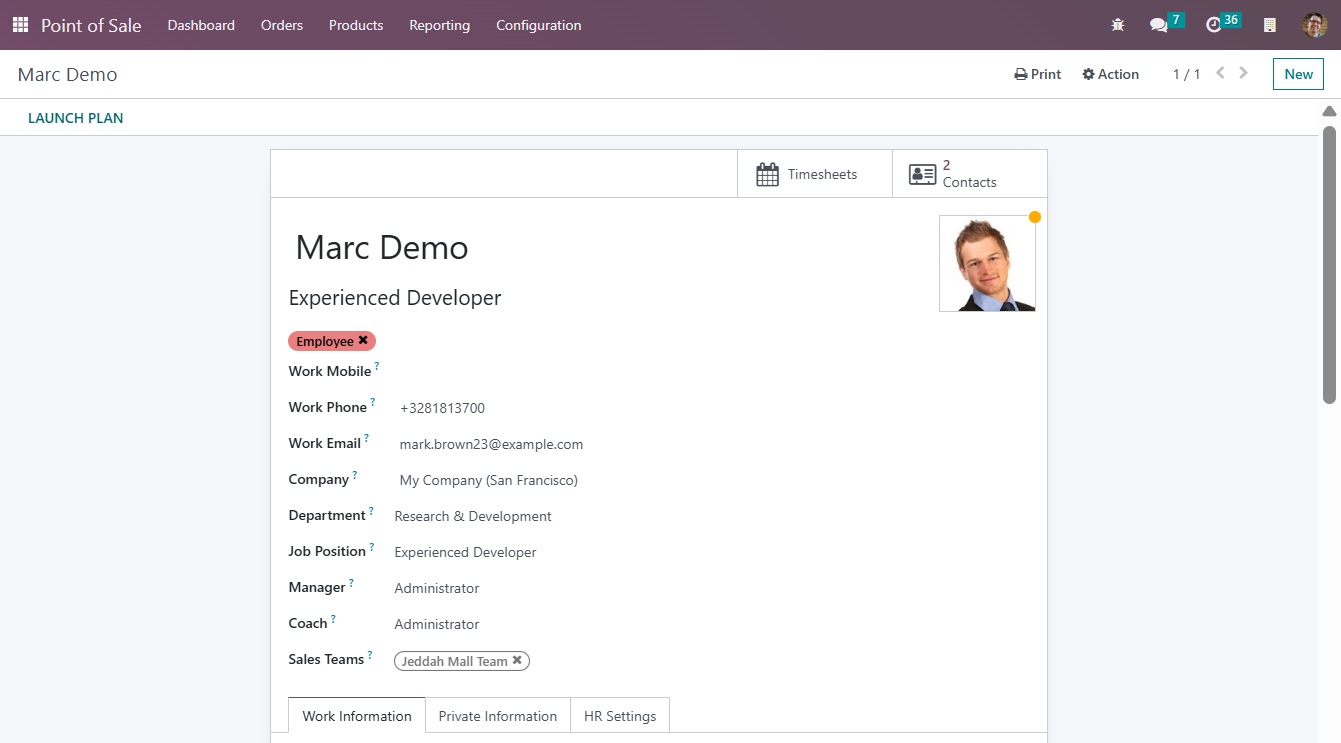 Point of Sale Dashboard Orders Products Reporting Configuration 7 36
Marc Demo Print Action 1 / 1 New
LAUNCH PLAN
Timesheets 2 Contacts
Marc Demo
Experienced Developer
Employee ✖
Work Mobile ?
Work Phone ? +3281813700
Work Email ? mark.brown23@example.com
Company ? My Company (San Francisco)
Department ? Research & Development
Job Position ? Experienced Developer
Manager ? Administrator
Coach ? Administrator
Sales Teams ? Jeddah Mall Team ✖
Work Information Private Information HR Settings